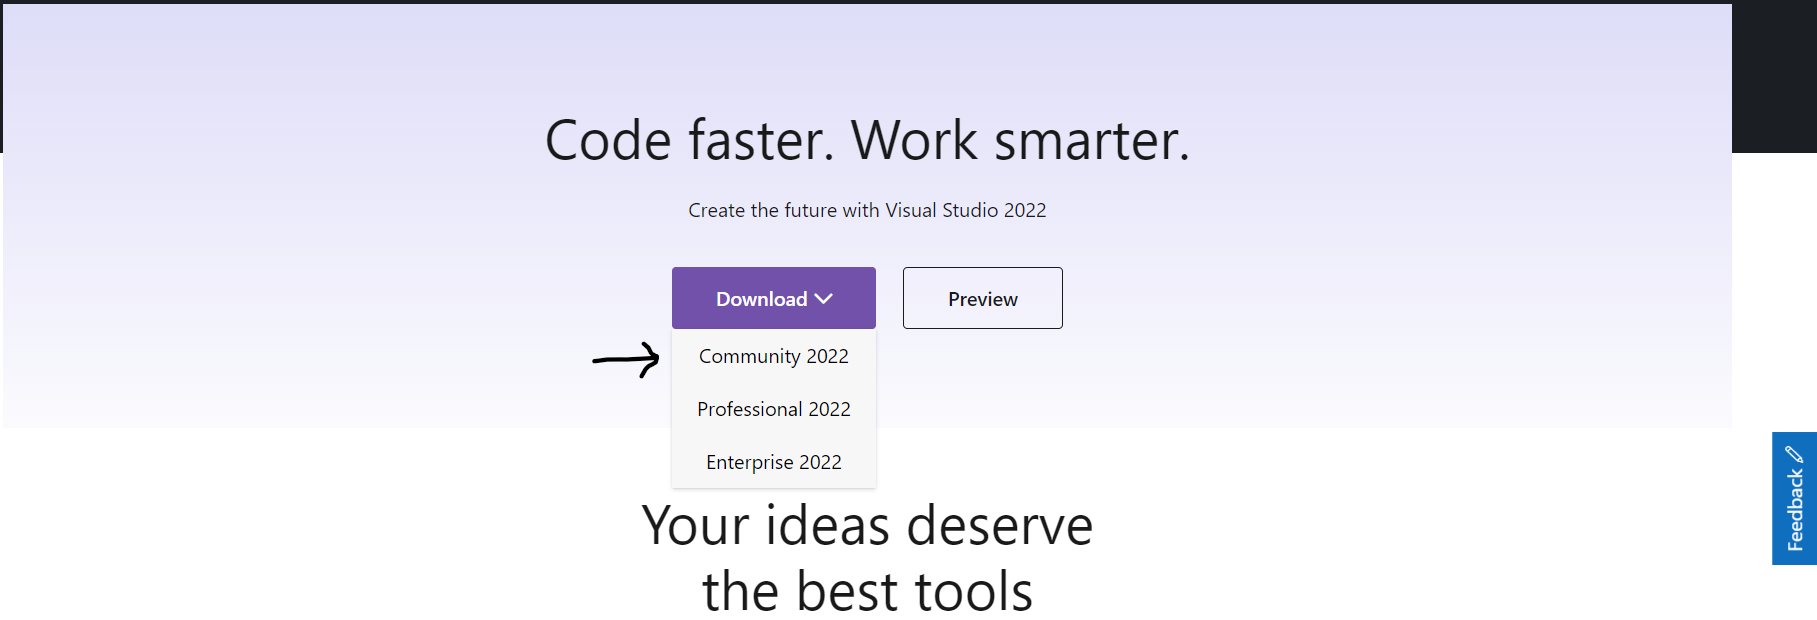 Code faster. Work smarter.
Create the future with Visual Studio 2022
Download
Preview
Community 2022
Professional 2022
Enterprise 2022
Your ideas deserve
the best tools
Feedback